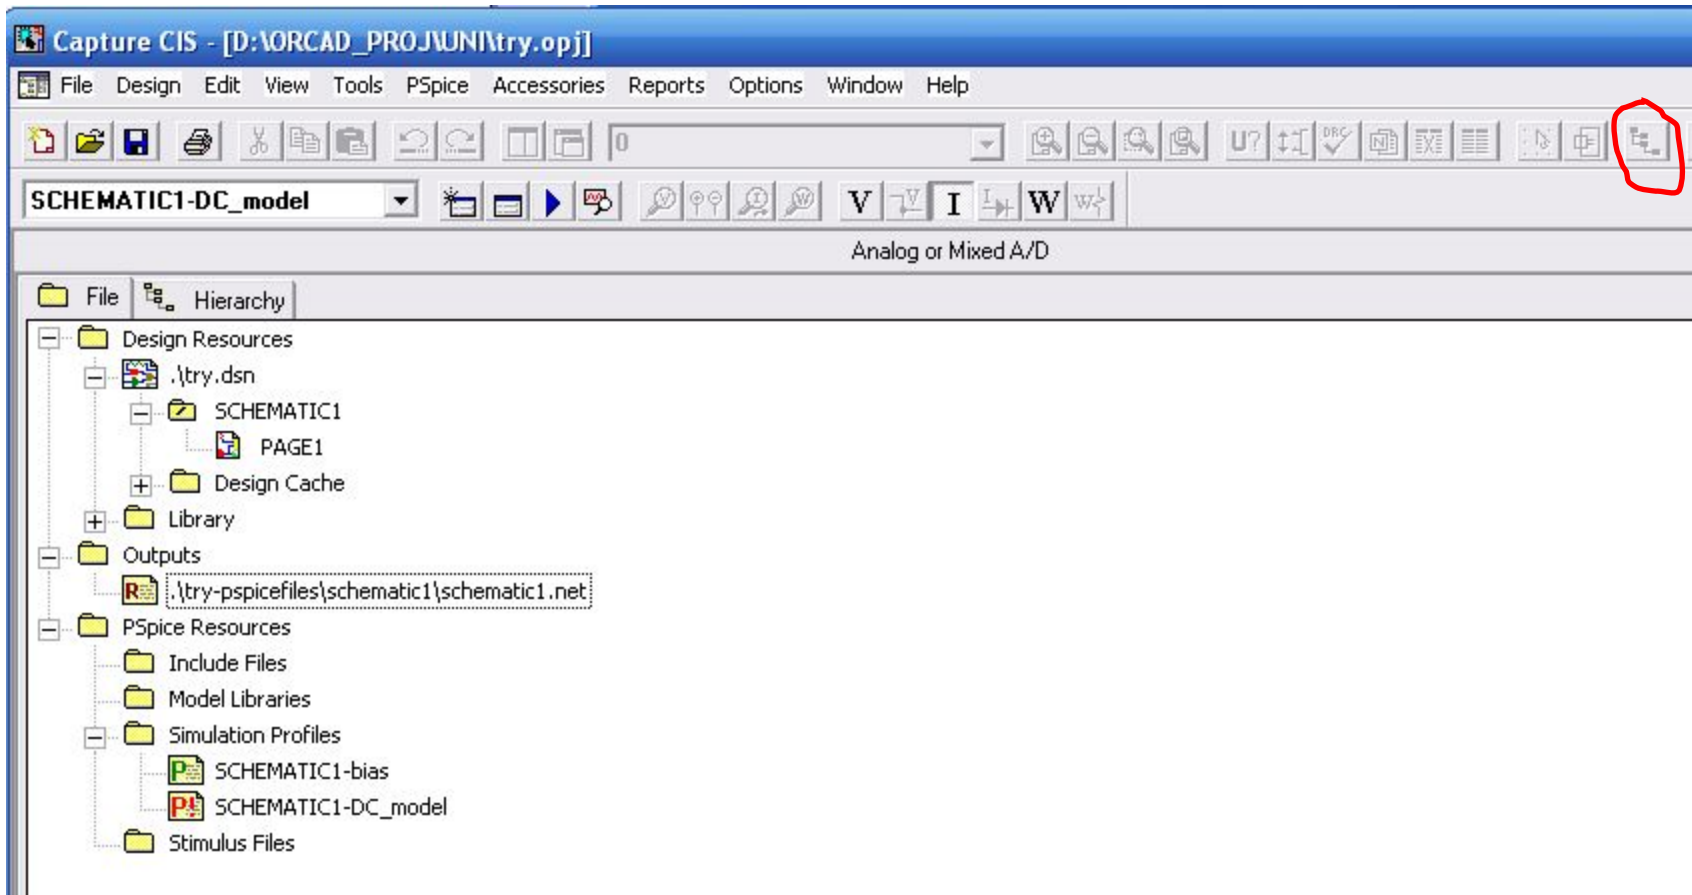 Capture CIS - [D:\ORCAD_PROJ\UNI\try.opj]
File Design Edit View Tools PSpice Accessories Reports Options Window Help
0
U? DRC
SCHEMATIC1-DC_model
V V I I W W
Analog or Mixed A/D
File Hierarchy
Design Resources
.\try.dsn
SCHEMATIC1
PAGE1
Design Cache
Library
Outputs
.\try-pspicefiles\schematic1\schematic1.net
PSpice Resources
Include Files
Model Libraries
Simulation Profiles
SCHEMATIC1-bias
SCHEMATIC1-DC_model
Stimulus Files